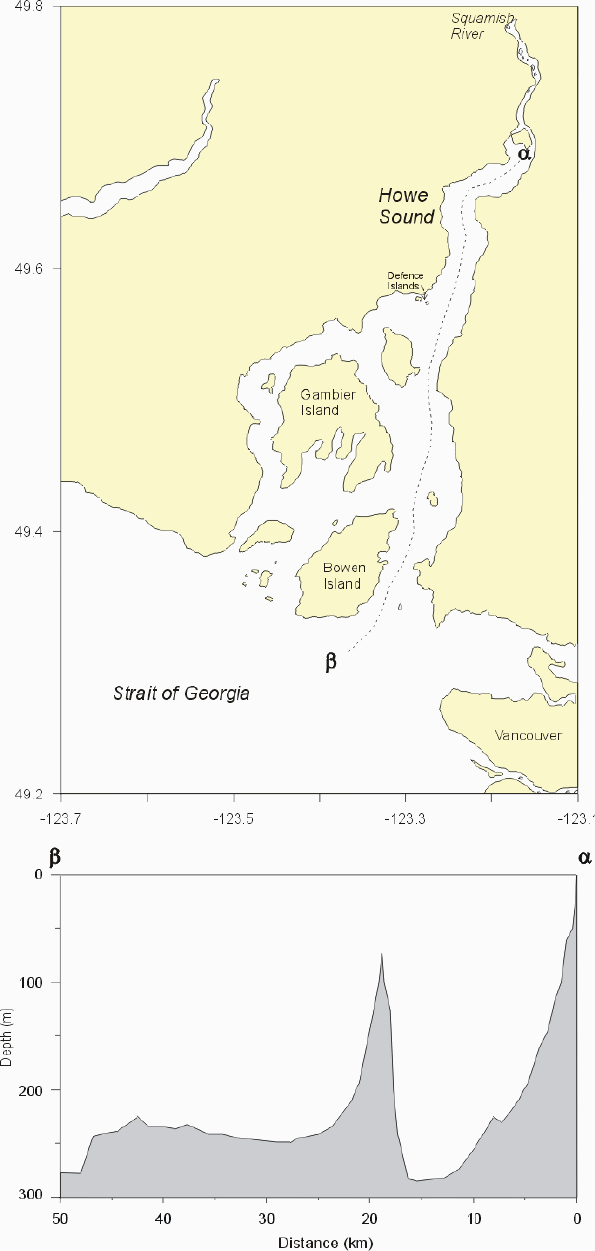 49.8
Squamish
River
α
Howe
Sound
49.6
Defence
Islands
Gambier
Island
49.4
Bowen
Island
β
Strait of Georgia
Vancouver
49.2
-123.7
-123.5
-123.3
-123.1
β
α
0
100
200
300
Depth (m)
50
40
30
20
10
0
Distance (km)